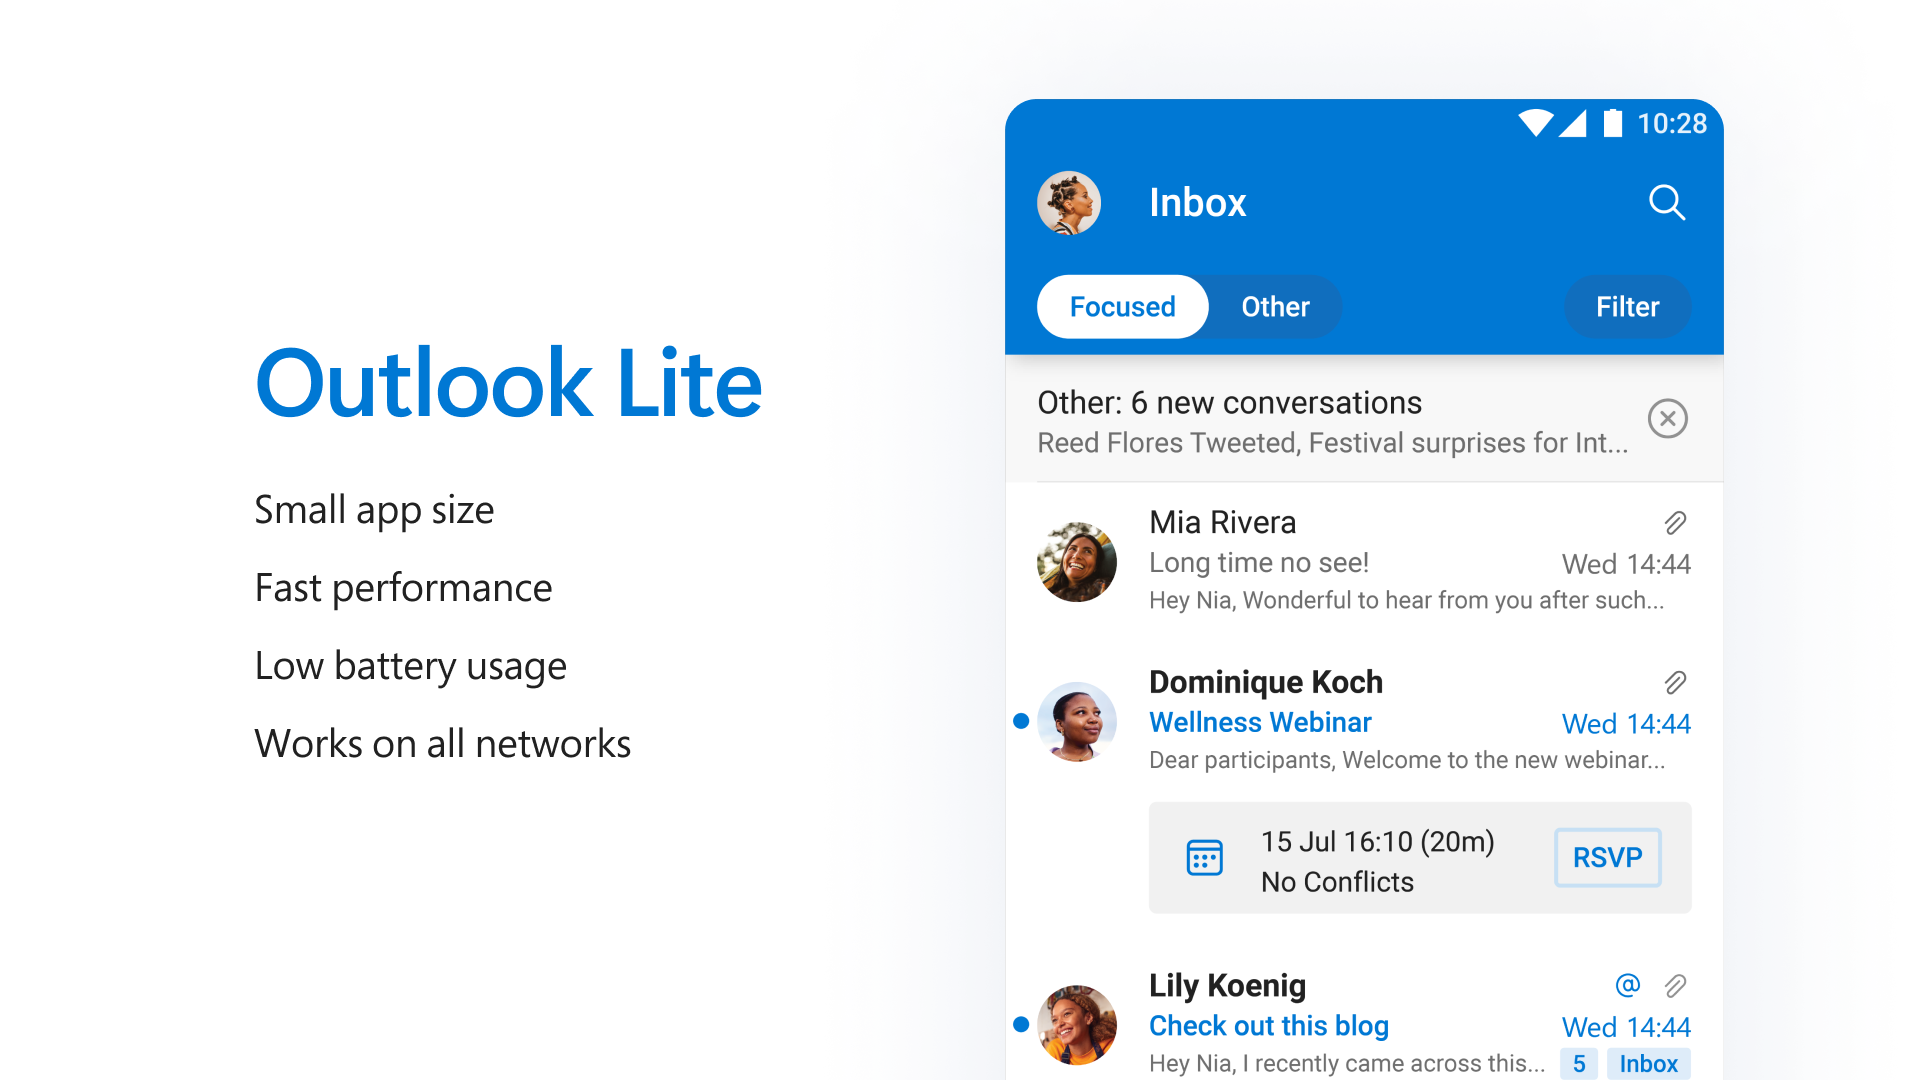 Outlook Lite
Small app size
Fast performance
Low battery usage
Works on all networks
10:28
Inbox
Focused Other Filter
Other: 6 new conversations
Reed Flores Tweeted, Festival surprises for Int...
Mia Rivera
Long time no see! Wed 14:44
Hey Nia, Wonderful to hear from you after such...
Dominique Koch
Wellness Webinar Wed 14:44
Dear participants, Welcome to the new webinar...
15 Jul 16:10 (20m)
No Conflicts
RSVP
Lily Koenig @
Check out this blog Wed 14:44
Hey Nia, I recently came across this... 5 Inbox